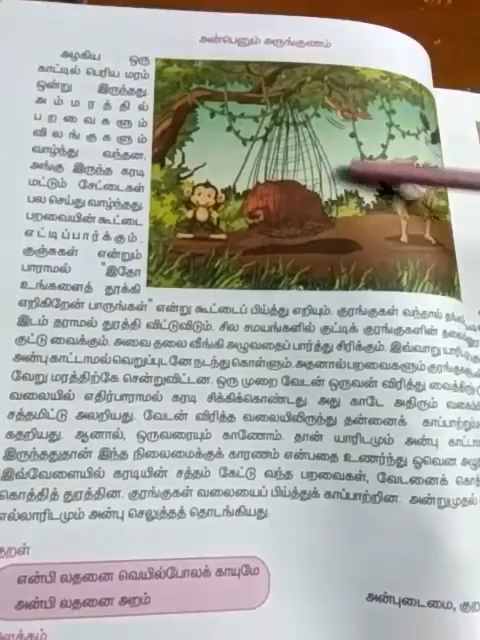 அன்பெனும் அருங்குணம்
அழகிய ஒரு
காட்டில் பெரிய மரம்
ஒன்று இருந்தது.
அம்மரத்தில்
பறவைகளும்
விலங்குகளும்
வாழ்ந்து வந்தன.
அங்கு இருந்த கரடி
மட்டும் சேட்டைகள்
பல செய்து வாழ்ந்தது.
பறவையின் கூட்டை
எட்டிப்பார்க்கும்.
குஞ்சுகள் என்றும்
பாராமல் "இதோ
உங்களைத் தூக்கி
எறிகிறேன் பாருங்கள்" என்று கூட்டைப் பிய்த்து எறியும். குரங்குகள் வந்தால்
இடம் தராமல் துரத்தி விட்டுவிடும். சில சமயங்களில் குட்டிக் குரங்குகளின்
குட்டு வைக்கும். அவை தலை வீங்கி அழுவதைப் பார்த்து சிரிக்கும். இவ்வாறு
அன்பு காட்டாமல் வெறுப்புடனே நடந்து கொள்ளும். அதனால் பறவைகளும்
வேறு மரத்திற்கே சென்றுவிட்டன. ஒரு முறை வேடன் ஒருவன் விரித்து
வலையில் எதிர்பாராமல் கரடி சிக்கிக்கொண்டது. அது காடே அதிரும்
சத்தமிட்டு அலறியது. வேடன் விரித்த வலையிலிருந்து தன்னைக்
கதறியது. ஆனால், ஒருவரையும் காணோம். தான் யாரிடமும் அன்பு
இருந்ததுதான் இந்த நிலைமைக்குக் காரணம் என்பதை உணர்ந்து ஓவென
இவ்வேளையில் கரடியின் சத்தம் கேட்டு வந்த பறவைகள், வேடனைக்
கொத்தித் துரத்தின. குரங்குகள் வலையைப் பிய்த்துக் காப்பாற்றின. அன்றுமுதல்
எல்லாரிடமும் அன்பு செலுத்தத் தொடங்கியது.
என்பி லதனை வெயில்போலக் காயுமே
அன்பி லதனை அறம்
அன்புடைமை,